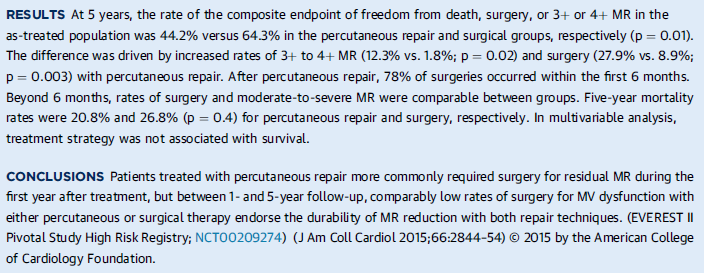 RESULTS At 5 years, the rate of the composite endpoint of freedom from death, surgery, or 3+ or 4+ MR in the
as-treated population was 44.2% versus 64.3% in the percutaneous repair and surgical groups, respectively (p = 0.01).
The difference was driven by increased rates of 3+ to 4+ MR (12.3% vs. 1.8%; p = 0.02) and surgery (27.9% vs. 8.9%;
p = 0.003) with percutaneous repair. After percutaneous repair, 78% of surgeries occurred within the first 6 months.
Beyond 6 months, rates of surgery and moderate-to-severe MR were comparable between groups. Five-year mortality
rates were 20.8% and 26.8% (p = 0.4) for percutaneous repair and surgery, respectively. In multivariable analysis,
treatment strategy was not associated with survival.
CONCLUSIONS Patients treated with percutaneous repair more commonly required surgery for residual MR during the
first year after treatment, but between 1- and 5-year follow-up, comparably low rates of surgery for MV dysfunction with
either percutaneous or surgical therapy endorse the durability of MR reduction with both repair techniques. (EVEREST II
Pivotal Study High Risk Registry; NCT00209274) (J Am Coll Cardiol 2015;66:2844–54) © 2015 by the American College
of Cardiology Foundation.